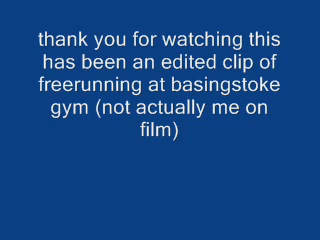 thank you for watching this
has been an edited clip of
freerunning at basingstoke
gym (not actually me on
film)